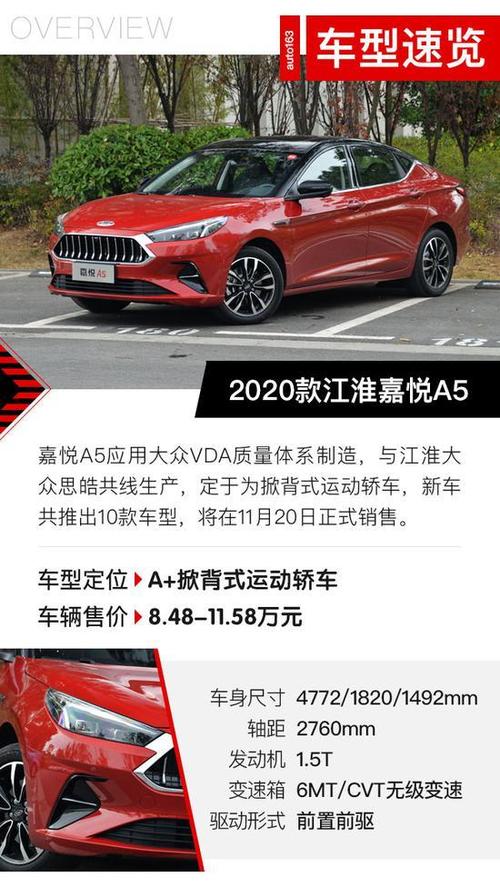 OVERVIEW
auto163
车型速览
嘉悦 A5
180
2020款江淮嘉悦A5
嘉悦A5应用大众VDA质量体系制造，与江淮大
众思皓共线生产，定于为掀背式运动轿车，新车
共推出10款车型，将在11月20日正式销售。
车型定位 A+掀背式运动轿车
车辆售价 8.48-11.58万元
车身尺寸 4772/1820/1492mm
轴距 2760mm
发动机 1.5T
变速箱 6MT/CVT无级变速
驱动形式 前置前驱